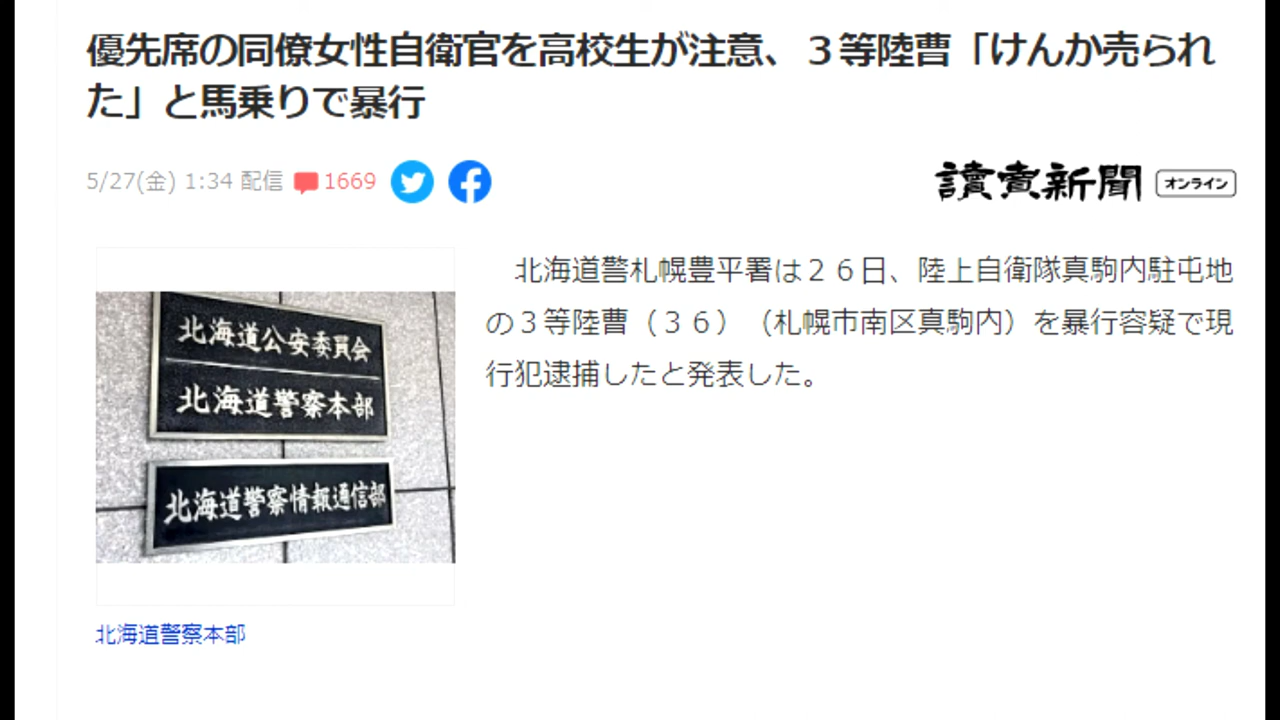 優先席の同僚女性自衛官を高校生が注意、３等陸曹「けんか売られ
た」と馬乗りで暴行
5/27(金) 1:34 配信 1669
讀賣新聞 オンライン
北海道公安委員会
北海道警察本部
北海道警察情報通信部
北海道警札幌豊平署は２６日、陸上自衛隊真駒内駐屯地
の３等陸曹（３６）（札幌市南区真駒内）を暴行容疑で現
行犯逮捕したと発表した。
北海道警察本部